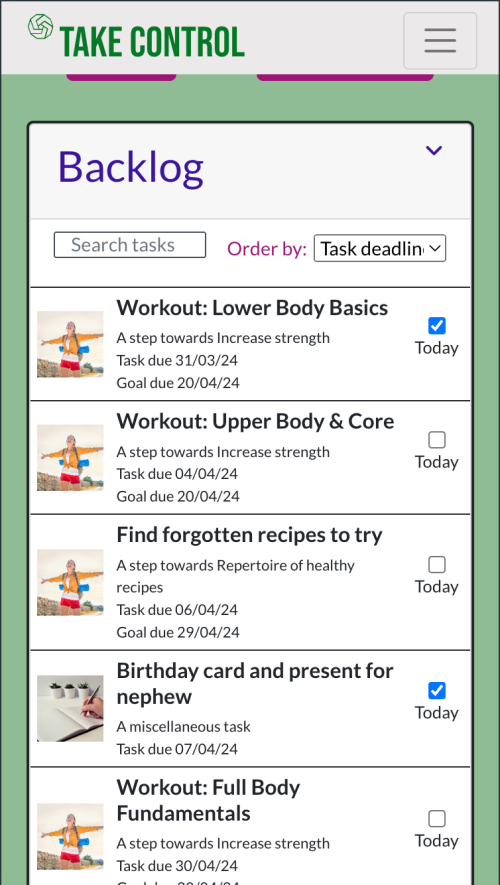 TAKE CONTROL
Backlog
Search tasks
Order by: Task deadlin
Workout: Lower Body Basics
A step towards Increase strength
Task due 31/03/24
Goal due 20/04/24
Today
Workout: Upper Body & Core
A step towards Increase strength
Task due 04/04/24
Goal due 20/04/24
Today
Find forgotten recipes to try
A step towards Repertoire of healthy
recipes
Task due 06/04/24
Goal due 29/04/24
Today
Birthday card and present for
nephew
A miscellaneous task
Task due 07/04/24
Today
Workout: Full Body
Fundamentals
A step towards Increase strength
Task due 30/04/24
Today